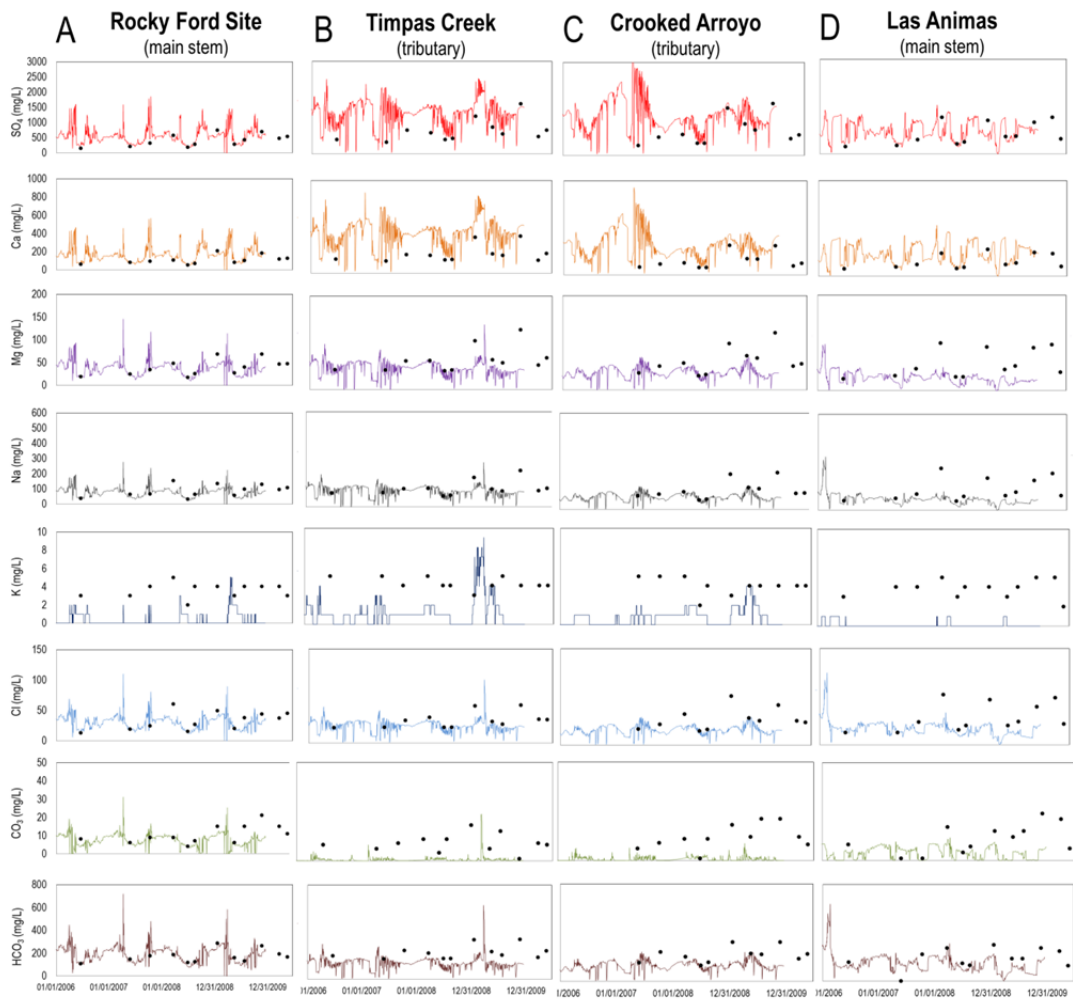 A Rocky Ford Site
(main stem)
B Timpas Creek
(tributary)
C Crooked Arroyo
(tributary)
D Las Animas
(main stem)
SO4 (mg/L)
3000
2500
2000
1500
1000
500
0
Ca (mg/L)
1000
800
600
400
200
0
Mg (mg/L)
200
150
100
50
0
Na (mg/L)
600
500
400
300
200
100
0
K (mg/L)
10
8
6
4
2
0
Cl (mg/L)
150
100
50
0
CO3 (mg/L)
50
40
30
20
10
0
HCO3 (mg/L)
800
600
400
200
0
01/01/2006 01/01/2007 01/01/2008 12/31/2008 12/31/2009
)1/2006 01/01/2007 01/01/2008 12/31/2008 12/31/2009
)1/2006 01/01/2007 01/01/2008 12/31/2008 12/31/2009
/01/2006 01/01/2007 01/01/2008 12/31/2008 12/31/2009